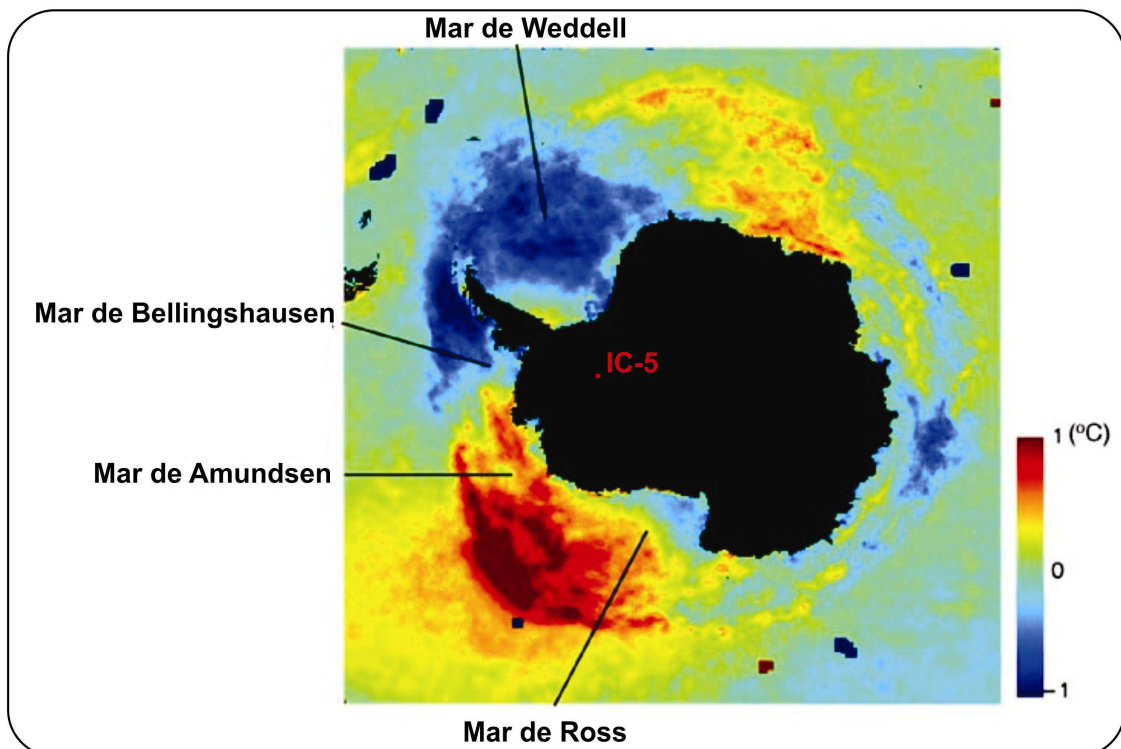 Mar de Weddell
Mar de Bellingshausen
IC-5
Mar de Amundsen
1 (ºC)
0
-1
Mar de Ross